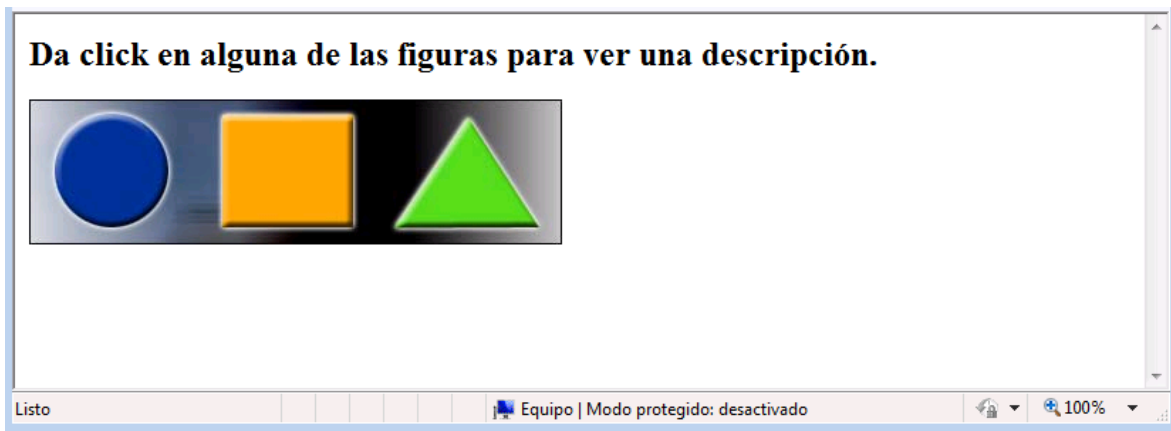 Da click en alguna de las figuras para ver una descripción.
Listo
Equipo | Modo protegido: desactivado
100%